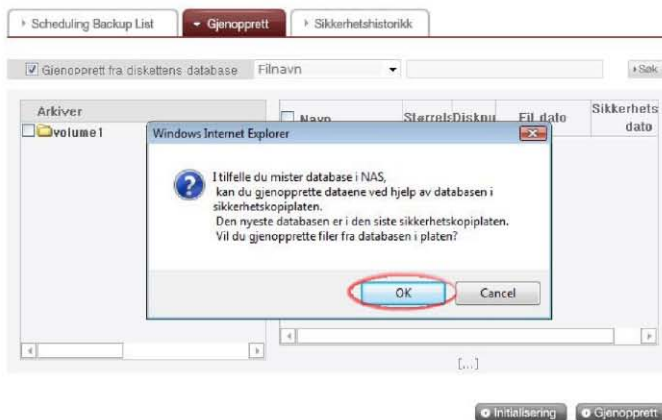 Scheduling Backup List Gjenopprett Sikkerhetshistorikk
Gjenopprett fra diskettens database Filnavn Søk
Arkiver Navn Størrels Disknu Fil dato Sikkerhets dato
volume1
Windows Internet Explorer
I tilfelle du mister database i NAS,
kan du gjenopprette dataene ved hjelp av databasen i
sikkerhetskopiplaten.
Den nyeste databasen er i den siste sikkerhetskopiplaten.
Vil du gjenopprette filer fra databasen i platen?
OK Cancel
[...]
Initialisering Gjenopprett